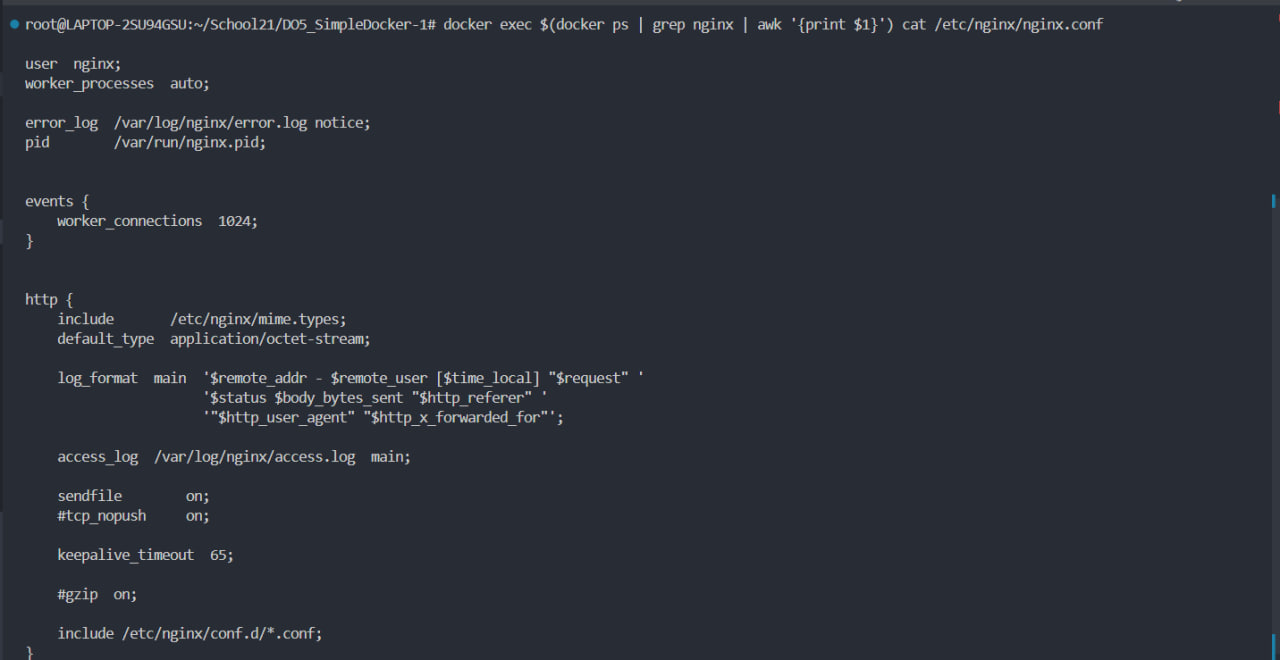 root@LAPTOP-2SU94GSU:~/School21/DO5_SimpleDocker-1# docker exec $(docker ps | grep nginx | awk '{print $1}') cat /etc/nginx/nginx.conf
user  nginx;
worker_processes  auto;
error_log  /var/log/nginx/error.log notice;
pid        /var/run/nginx.pid;
events {
    worker_connections  1024;
}
http {
    include       /etc/nginx/mime.types;
    default_type  application/octet-stream;
    log_format  main  '$remote_addr - $remote_user [$time_local] "$request" '
                      '$status $body_bytes_sent "$http_referer" '
                      '"$http_user_agent" "$http_x_forwarded_for"';
    access_log  /var/log/nginx/access.log  main;
    sendfile        on;
    #tcp_nopush     on;
    keepalive_timeout  65;
    #gzip  on;
    include /etc/nginx/conf.d/*.conf;
}